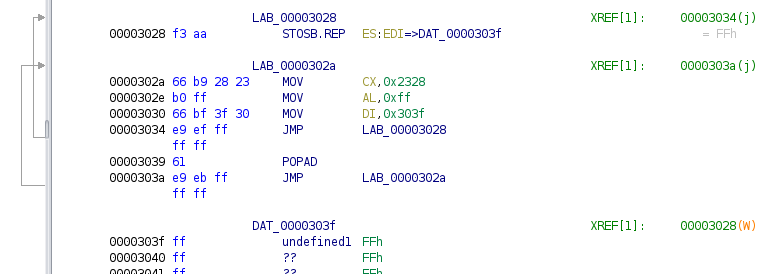 LAB_00003028 XREF[1]: 00003034(j)
00003028 f3 aa STOSB.REP ES:EDI=>DAT_0000303f = FFh
LAB_0000302a XREF[1]: 0000303a(j)
0000302a 66 b9 28 23 MOV CX,0x2328
0000302e b0 ff MOV AL,0xff
00003030 66 bf 3f 30 MOV DI,0x303f
00003034 e9 ef ff JMP LAB_00003028
ff ff
00003039 61 POPAD
0000303a e9 eb ff JMP LAB_0000302a
ff ff
DAT_0000303f XREF[1]: 00003028(W)
0000303f ff undefined1 FFh
00003040 ff ?? FFh
00003041 ff ?? FFh